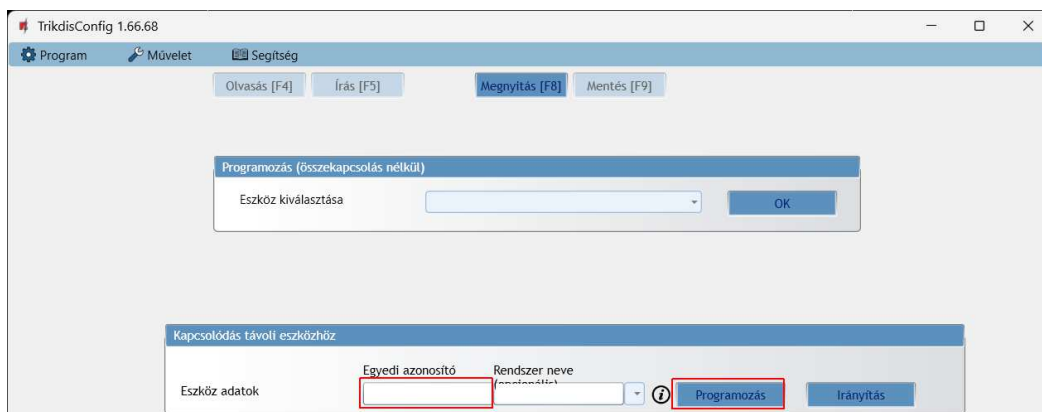 TrikdisConfig 1.66.68
Program Művelet Segítség
Olvasás [F4] Írás [F5] Megnyitás [F8] Mentés [F9]
Programozás (összekapcsolás nélkül)
Eszköz kiválasztása OK
Kapcsolódás távoli eszközhöz
Egyedi azonosító Rendszer neve
(opcionális)
Eszköz adatok Programozás Irányítás